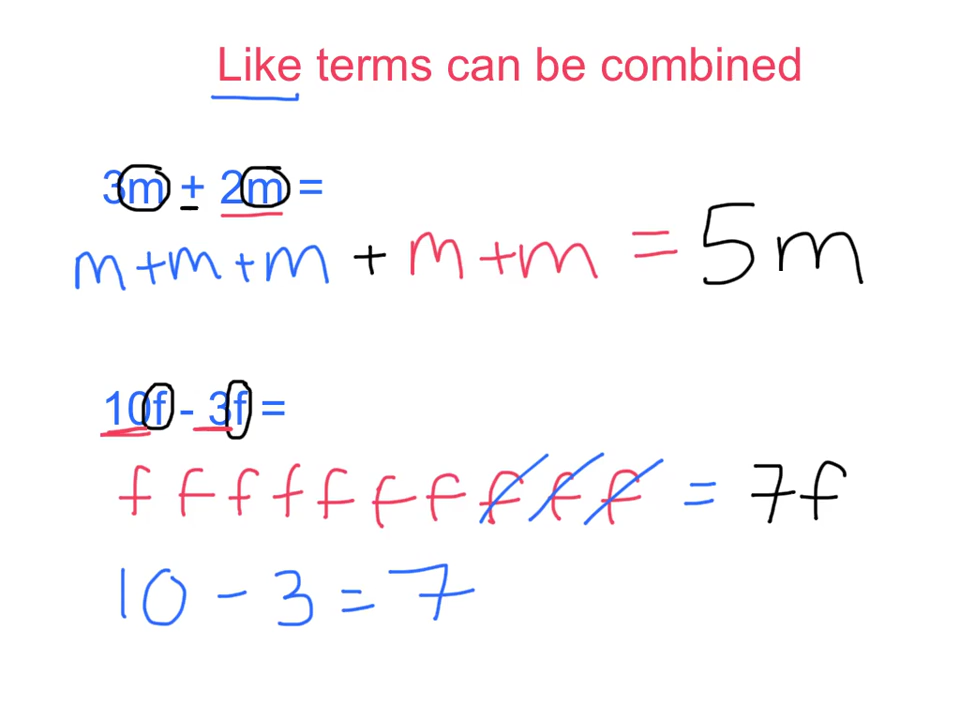 Like terms can be combined
3m + 2m =
m+m+m + m+m = 5m
10f - 3f =
f f f f f f f f f f = 7f
10 - 3 = 7